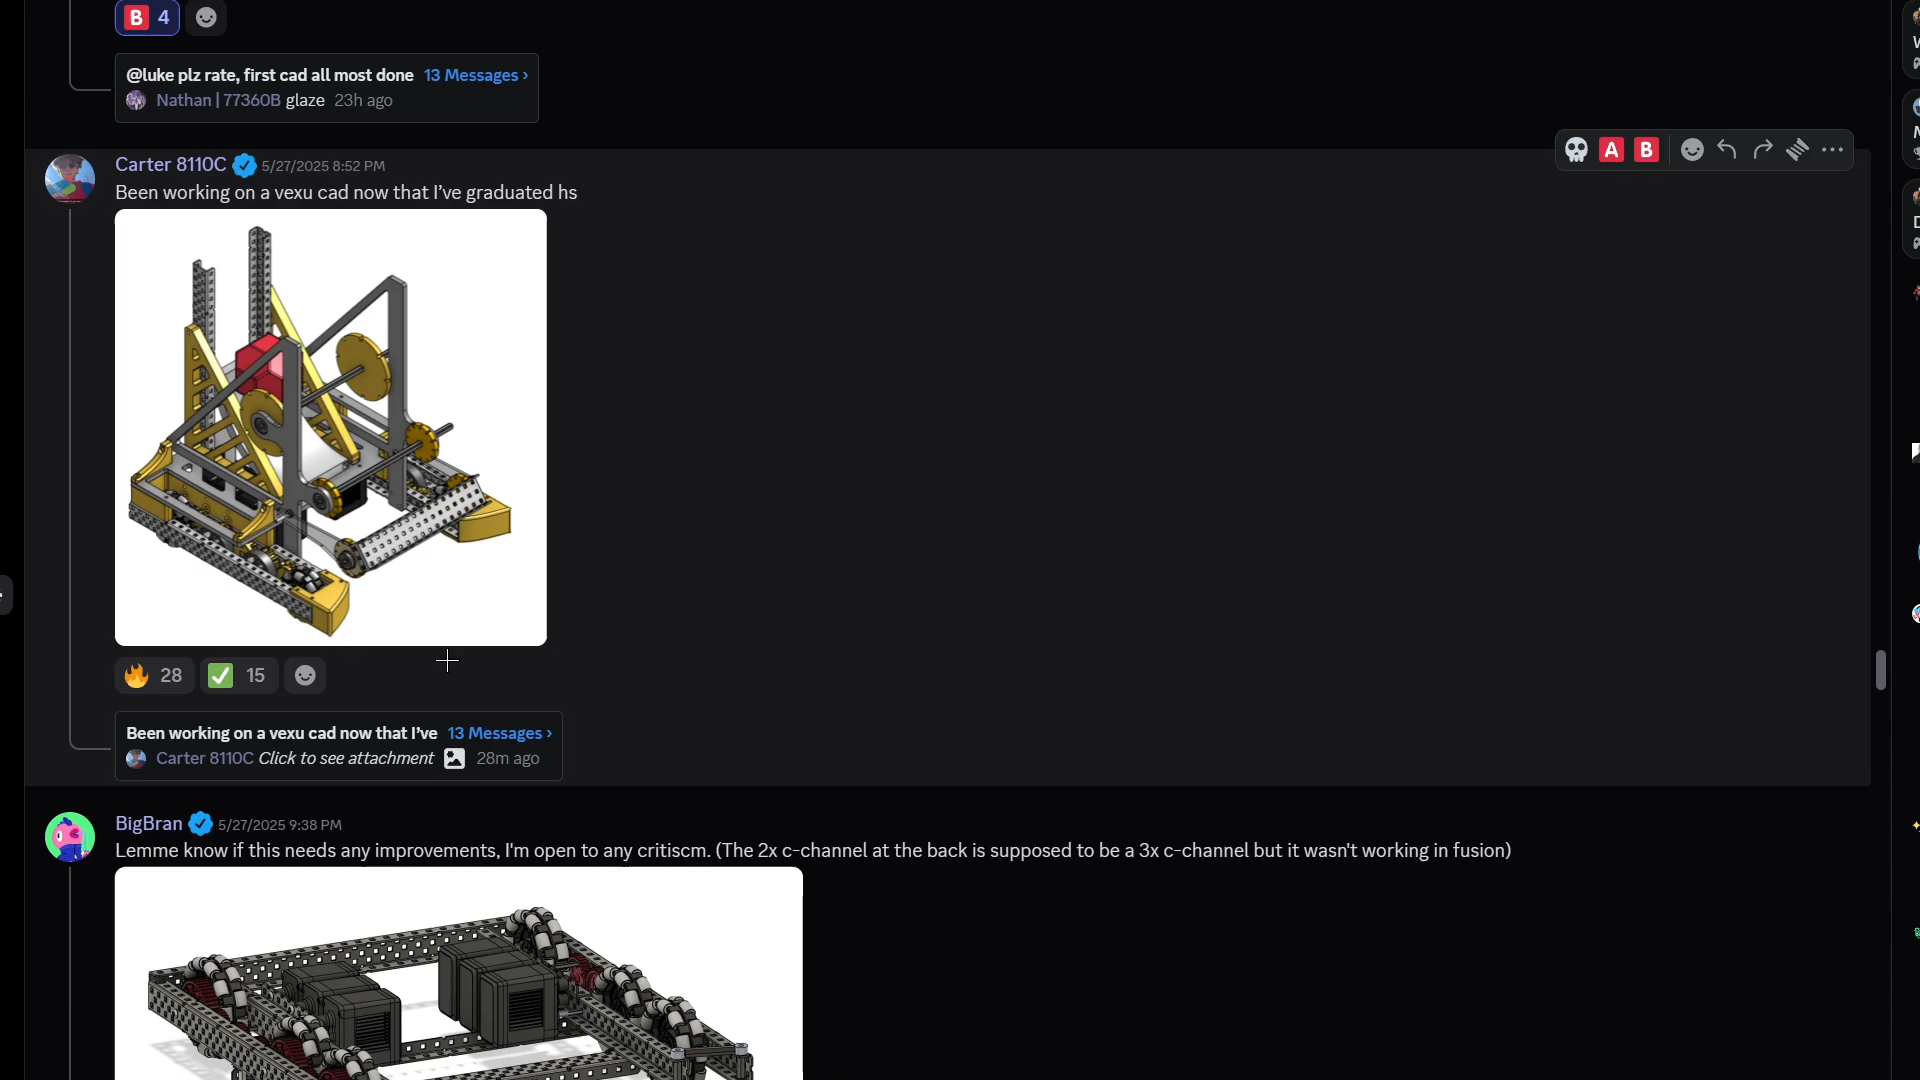 B 4
@luke plz rate, first cad all most done 13 Messages ›
Nathan | 77360B glaze 23h ago
A B
Carter 8110C 5/27/2025 8:52 PM
Been working on a vexu cad now that I’ve graduated hs
28 15
Been working on a vexu cad now that I’ve 13 Messages ›
Carter 8110C Click to see attachment 28m ago
BigBran 5/27/2025 9:38 PM
Lemme know if this needs any improvements, I'm open to any critiscm. (The 2x c-channel at the back is supposed to be a 3x c-channel but it wasn't working in fusion)